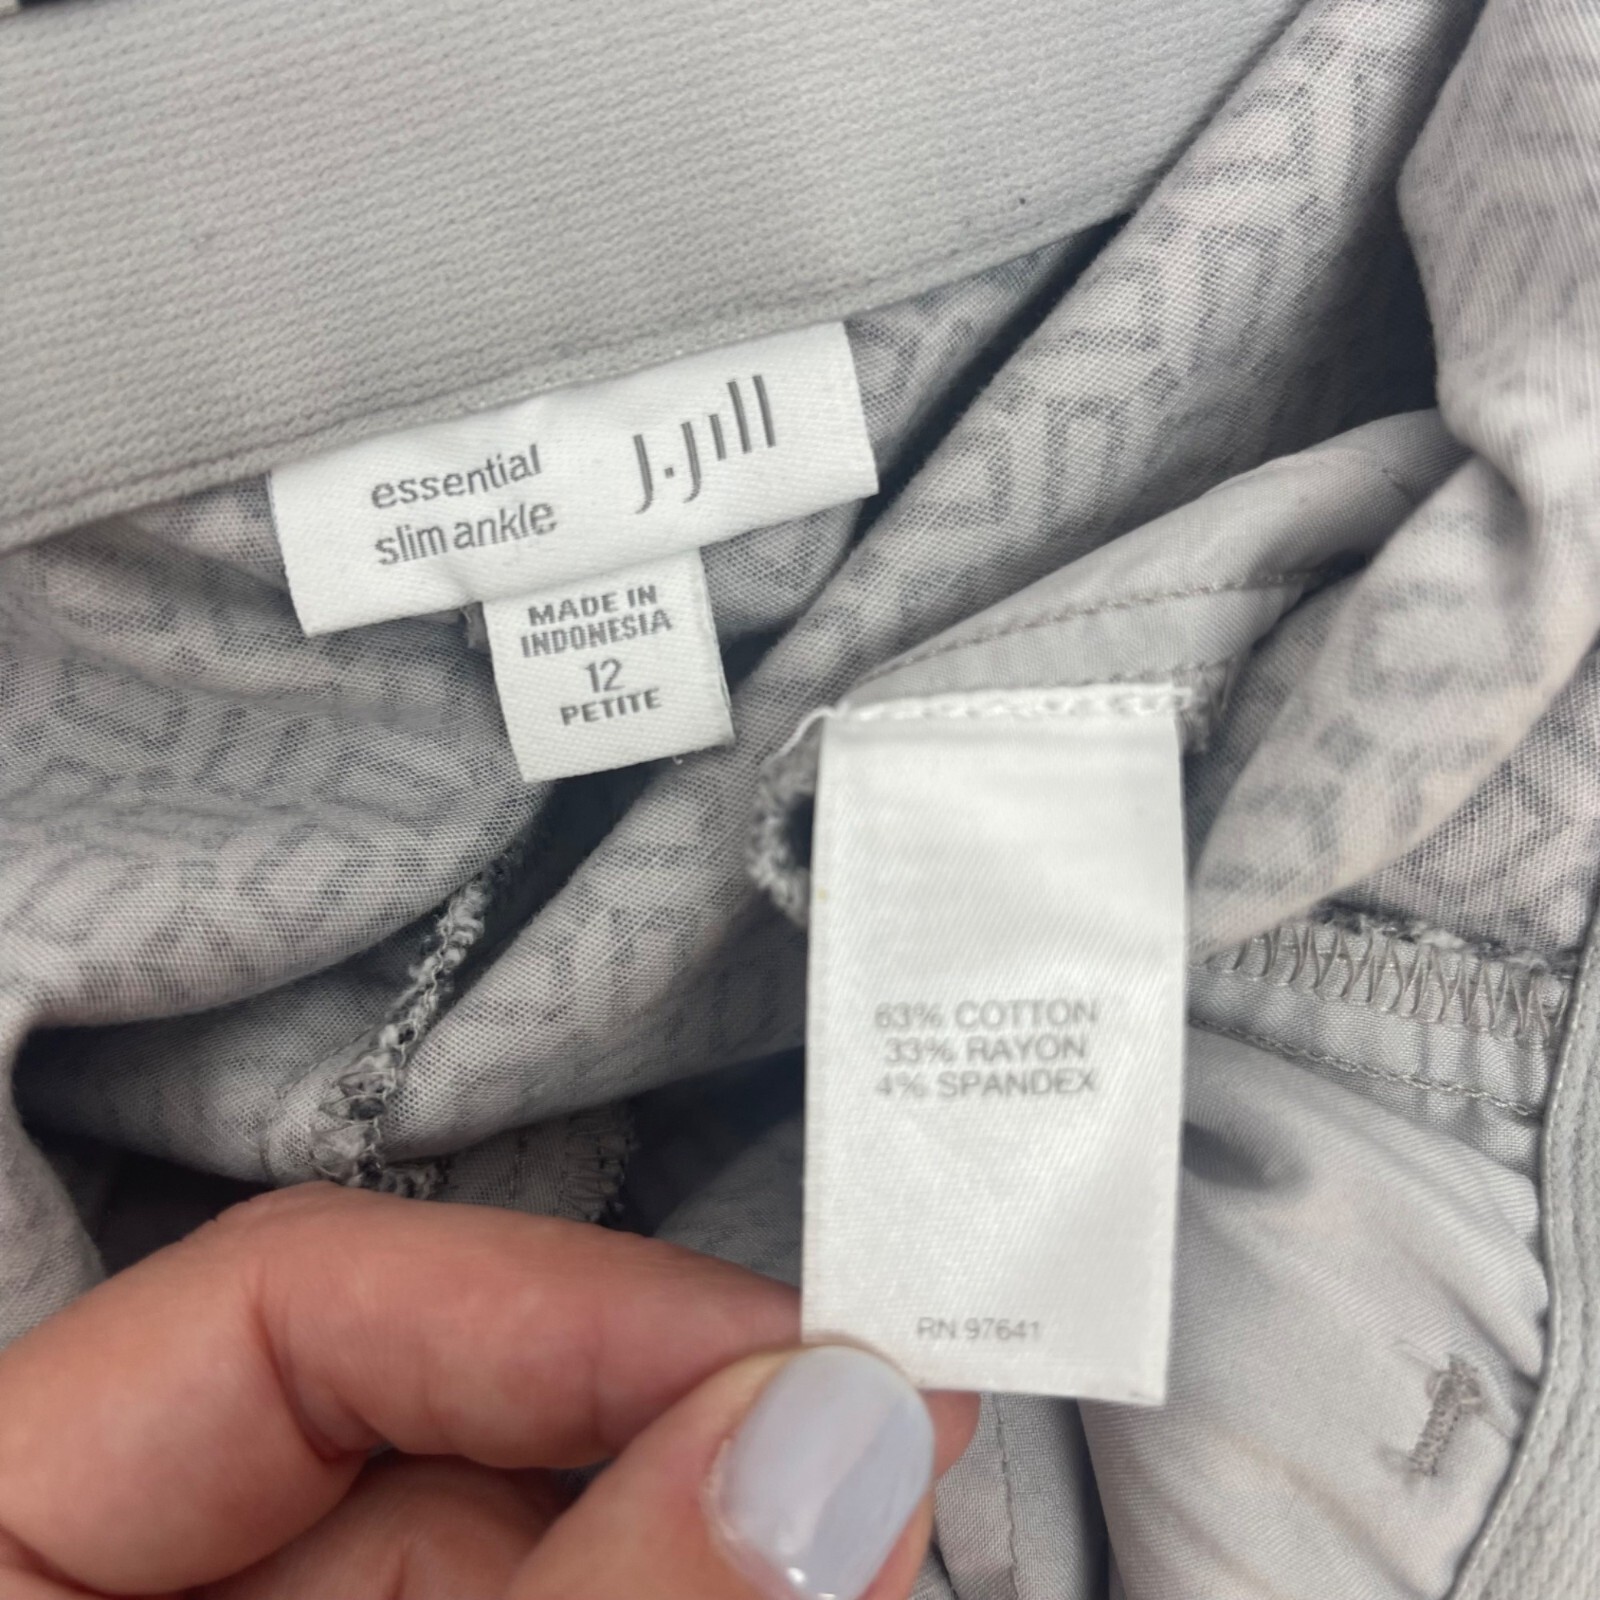 essential
slim ankle
J.Jill
MADE IN
INDONESIA
12
PETITE
63% COTTON
33% RAYON
4% SPANDEX
RN 97641